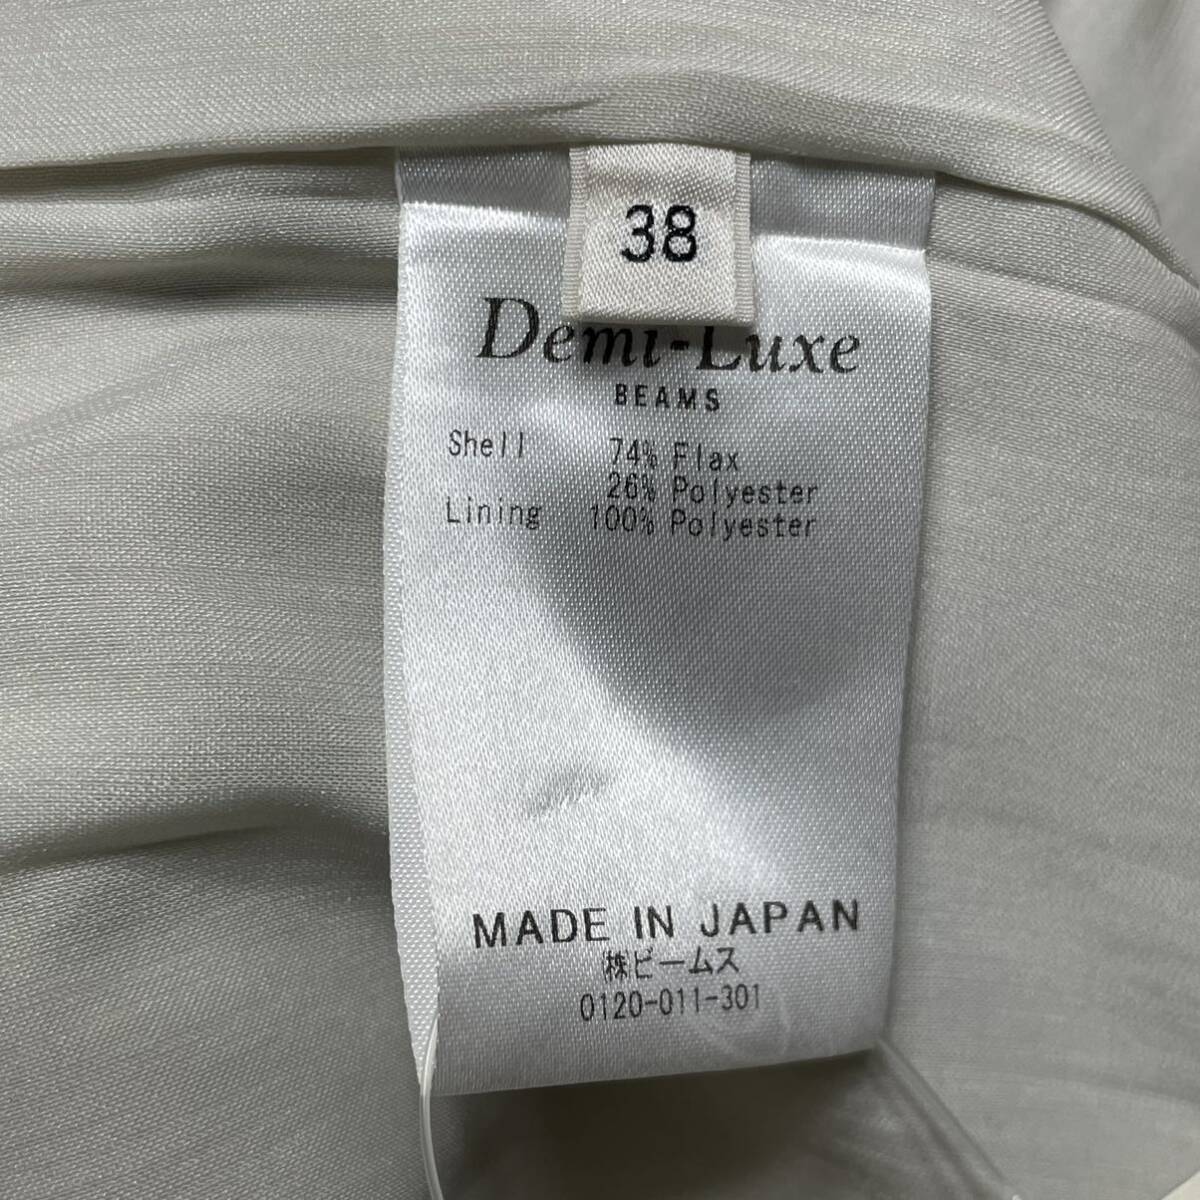 38
Demi-Luxe
BEAMS
Shell 74% Flax
26% Polyester
Lining 100% Polyester
MADE IN JAPAN
㈱ビームス
0120-011-301